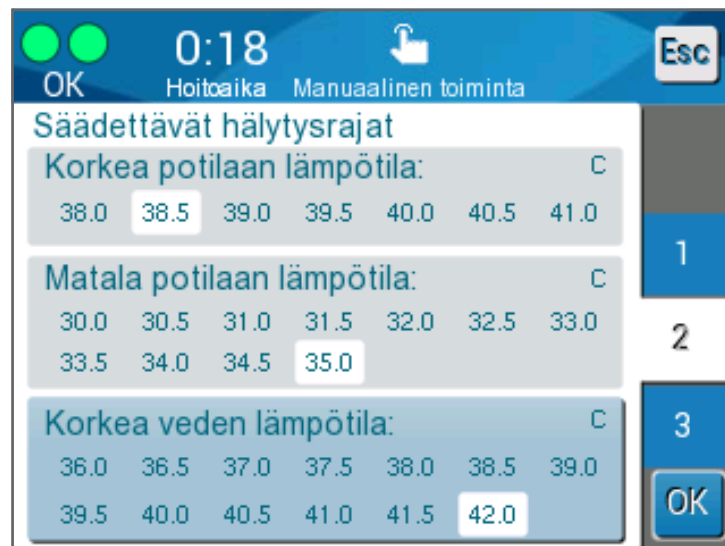 0:18
Esc
OK
Hoitoaika
Manuaalinen toiminta
Säädettävät hälytysrajat
Korkea potilaan lämpötila: C
38.0 38.5 39.0 39.5 40.0 40.5 41.0
1
Matala potilaan lämpötila: C
30.0 30.5 31.0 31.5 32.0 32.5 33.0
33.5 34.0 34.5 35.0
2
Korkea veden lämpötila: C
36.0 36.5 37.0 37.5 38.0 38.5 39.0
39.5 40.0 40.5 41.0 41.5 42.0
3
OK